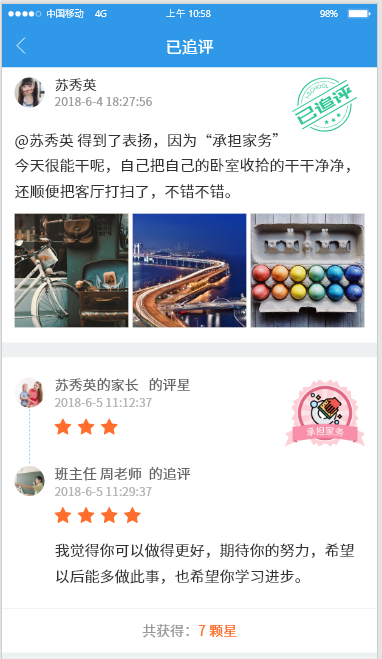 中国移动 4G 上午 10:58 98%
已追评
苏秀英
2018-6-4 18:27:56
SCHOOL
已追评
@苏秀英 得到了表扬，因为“承担家务”
今天很能干呢，自己把自己的卧室收拾的干干净净，
还顺便把客厅打扫了，不错不错。
苏秀英的家长 的评星
2018-6-5 11:12:37
承担家务
班主任 周老师 的追评
2018-6-5 11:29:37
我觉得你可以做得更好，期待你的努力，希望
以后能多做此事，也希望你学习进步。
共获得：7 颗星